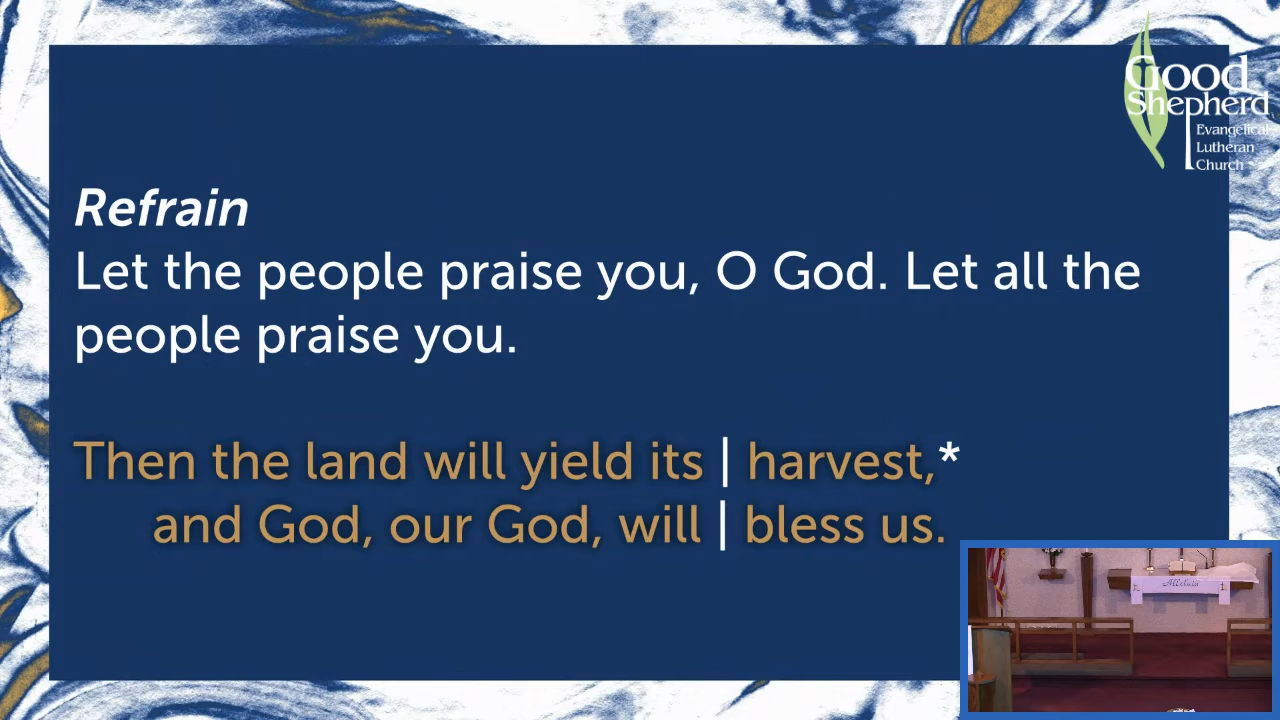 Good
Shepherd
Evangelical
Lutheran
Church
Refrain
Let the people praise you, O God. Let all the
people praise you.
Then the land will yield its | harvest,*
and God, our God, will | bless us.
Alleluia